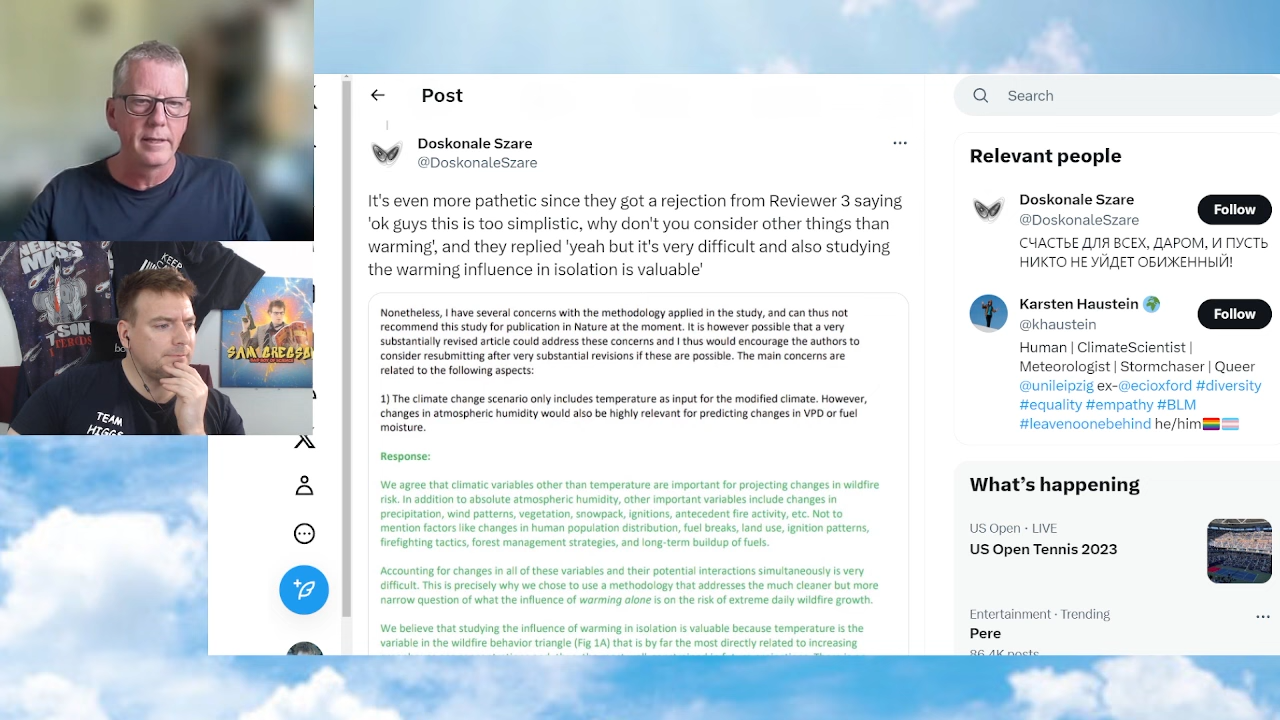 Post
Doskonale Szare
@DoskonaleSzare
It's even more pathetic since they got a rejection from Reviewer 3 saying
'ok guys this is too simplistic, why don't you consider other things than
warming', and they replied 'yeah but it's very difficult and also studying
the warming influence in isolation is valuable'
Nonetheless, I have several concerns with the methodology applied in the study, and can thus not
recommend this study for publication in Nature at the moment. It is however possible that a very
substantially revised article could address these concerns and I thus would encourage the authors to
consider resubmitting after very substantial revisions if these are possible. The main concerns are
related to the following aspects:
1) The climate change scenario only includes temperature as input for the modified climate. However,
changes in atmospheric humidity would also be highly relevant for predicting changes in VPD or fuel
moisture.
Response:
We agree that climatic variables other than temperature are important for projecting changes in wildfire
risk. In addition to absolute atmospheric humidity, other important variables include changes in
precipitation, wind patterns, vegetation, snowpack, ignitions, antecedent fire activity, etc. Not to
mention factors like changes in human population distribution, fuel breaks, land use, ignition patterns,
firefighting tactics, forest management strategies, and long-term buildup of fuels.
Accounting for changes in all of these variables and their potential interactions simultaneously is very
difficult. This is precisely why we chose to use a methodology that addresses the much cleaner but more
narrow question of what the influence of warming alone is on the risk of extreme daily wildfire growth.
We believe that studying the influence of warming in isolation is valuable because temperature is the
variable in the wildfire behavior triangle (Fig 1A) that is by far the most directly related to increasing
Search
Relevant people
Doskonale Szare
@DoskonaleSzare
Follow
СЧАСТЬЕ ДЛЯ ВСЕХ, ДАРОМ, И ПУСТЬ
НИКТО НЕ УЙДЕТ ОБИЖЕННЫЙ!
Karsten Haustein
@khaustein
Follow
Human | ClimateScientist |
Meteorologist | Stormchaser | Queer
@unileipzig ex-@ecioxford #diversity
#equality #empathy #BLM
#leavenoonebehind he/him
What's happening
US Open · LIVE
US Open Tennis 2023
Entertainment · Trending
Pere
86.4K posts
MASS
KEEP
SIN
TEAM
HIGGS